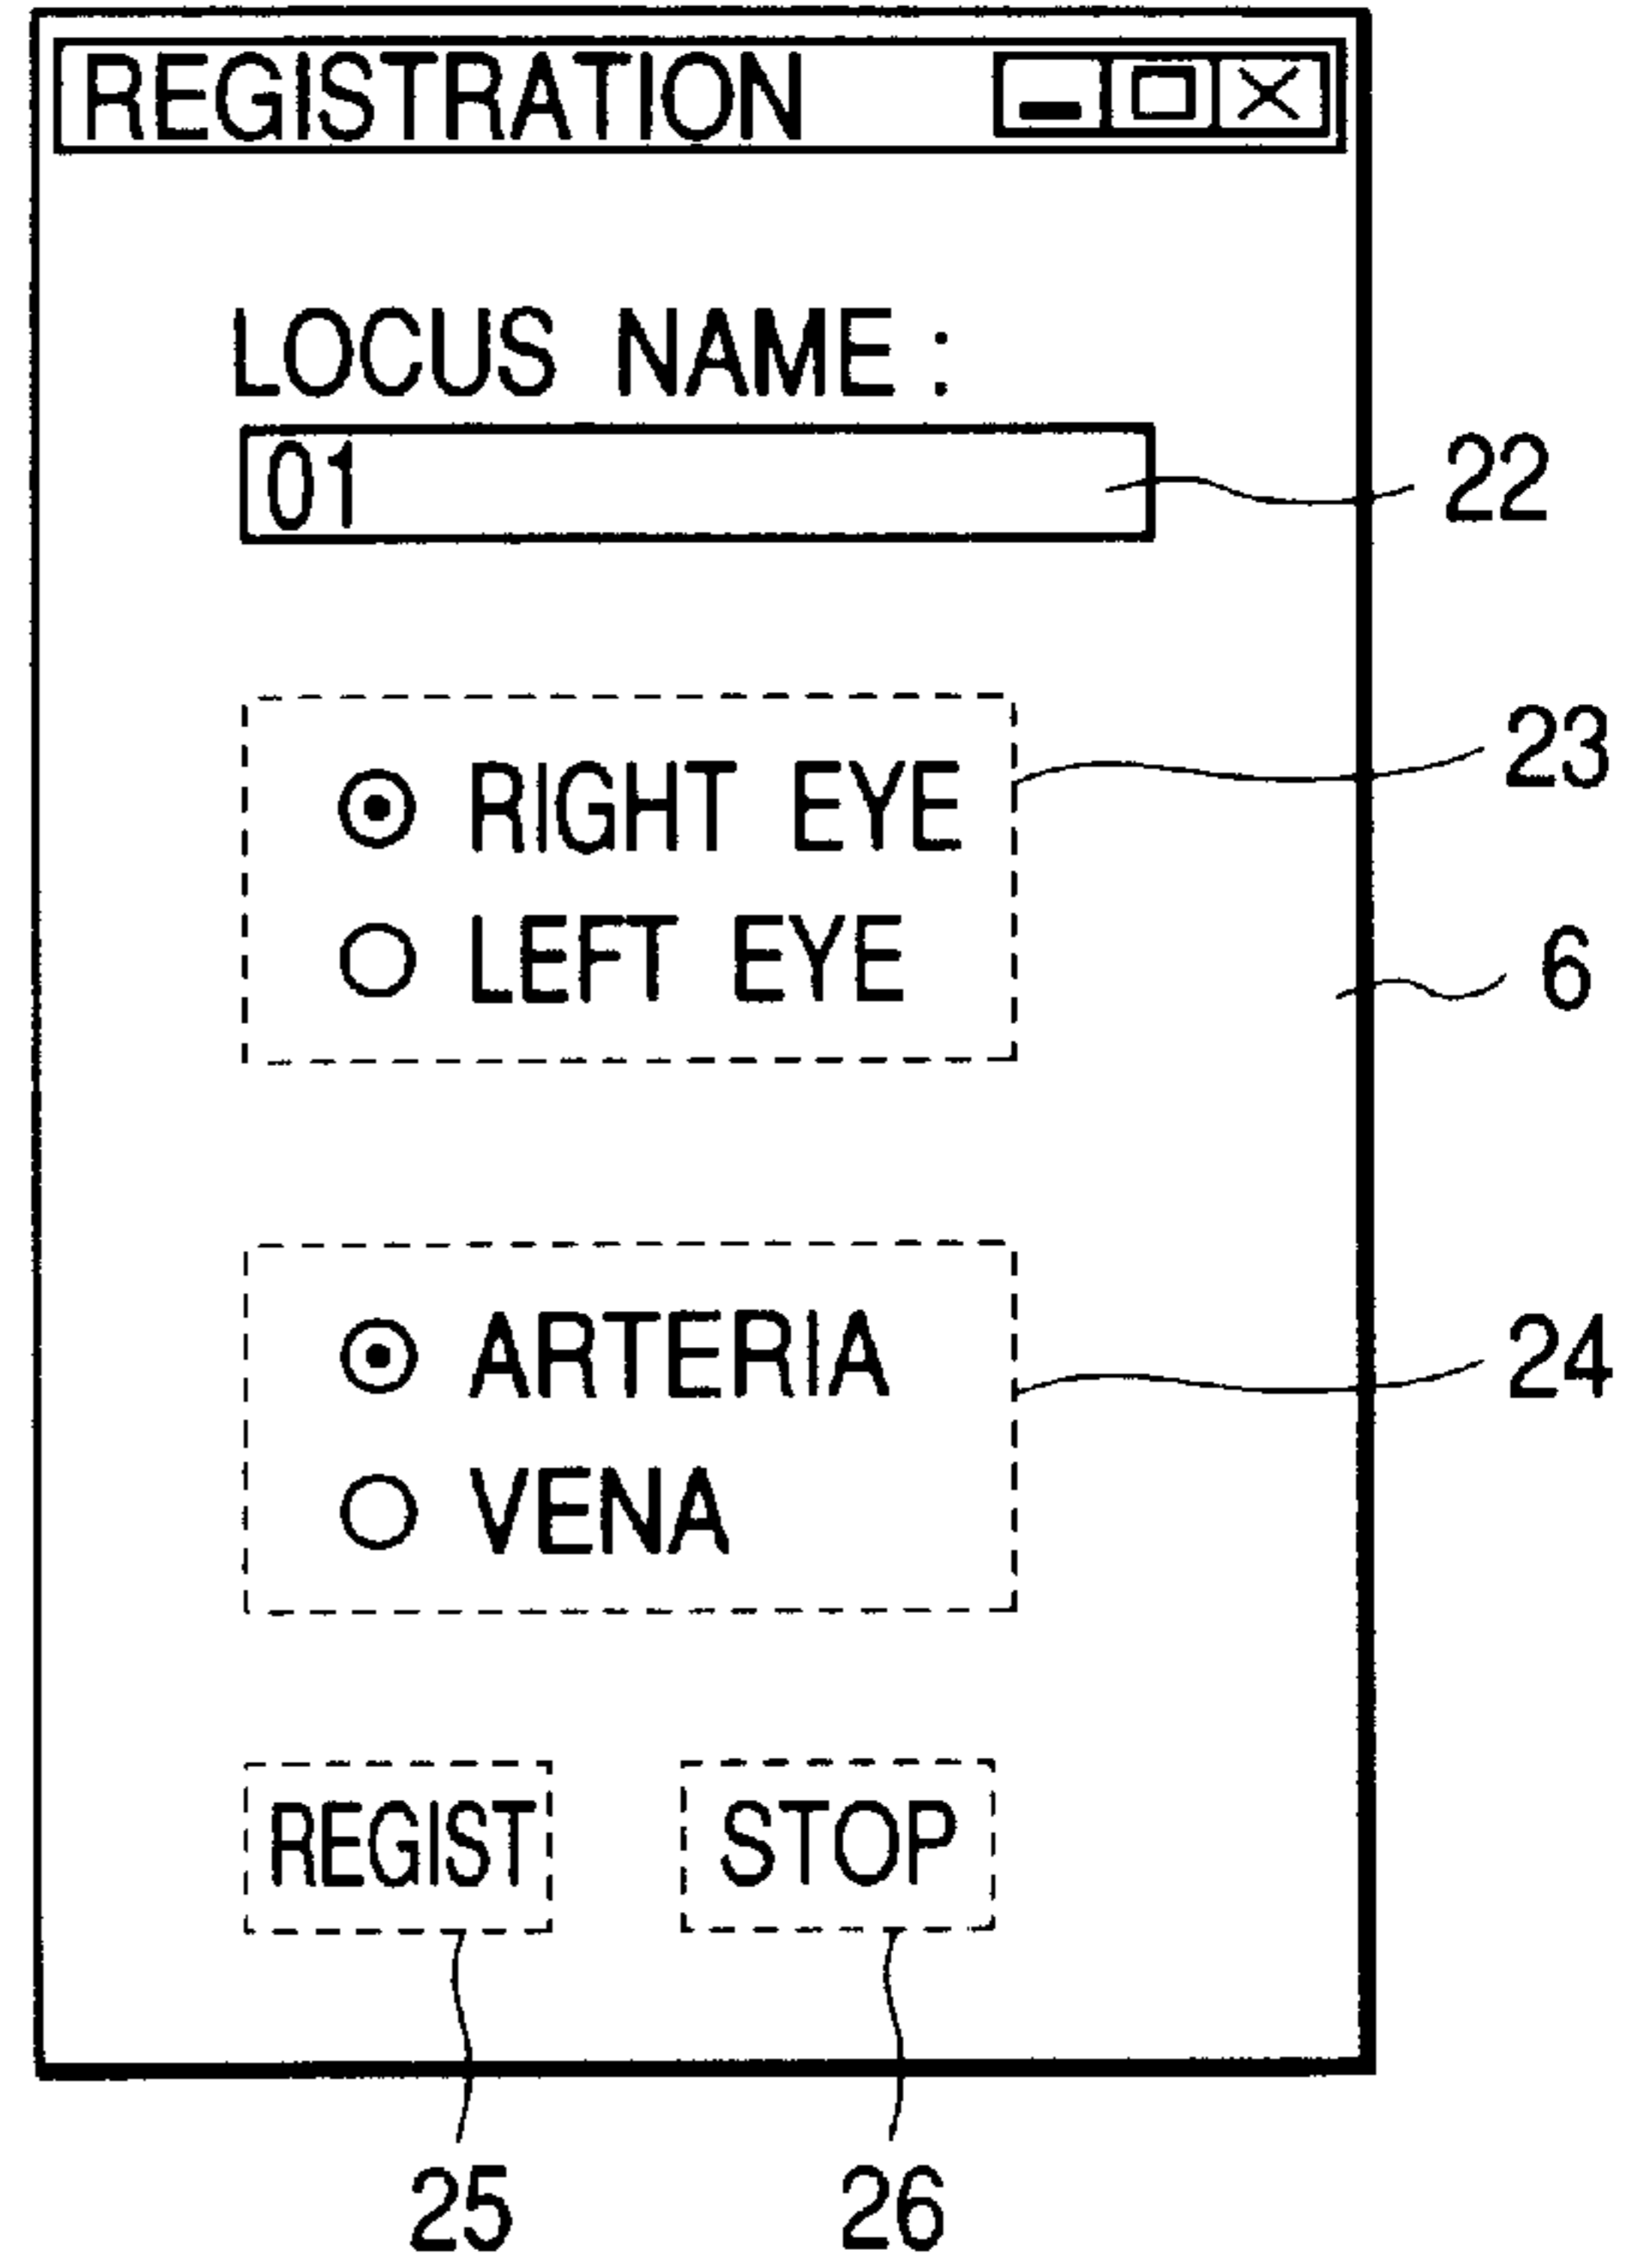 REGISTRATION
LOCUS NAME :
01
22
RIGHT EYE
23
LEFT EYE
6
ARTERIA
24
VENA
REGIST
STOP
25
26